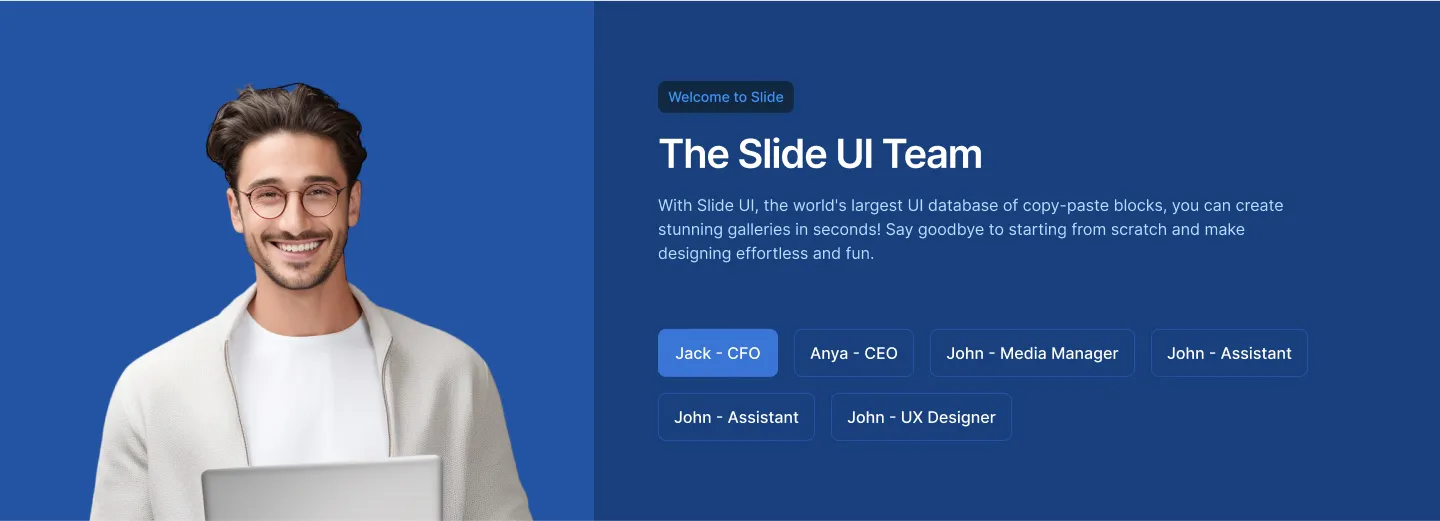 Welcome to Slide
The Slide UI Team
With Slide UI, the world's largest UI database of copy-paste blocks, you can create
stunning galleries in seconds! Say goodbye to starting from scratch and make
designing effortless and fun.
Jack - CFO
Anya - CEO
John - Media Manager
John - Assistant
John - Assistant
John - UX Designer